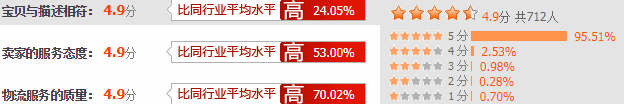 宝贝与描述相符： 4.9分 比同行业平均水平 高 24.05%
卖家的服务态度： 4.9分 比同行业平均水平 高 53.00%
物流服务的质量： 4.9分 比同行业平均水平 高 70.02%
4.9分 共712人
5 分 95.51%
4 分 2.53%
3 分 0.98%
2 分 0.28%
1 分 0.70%